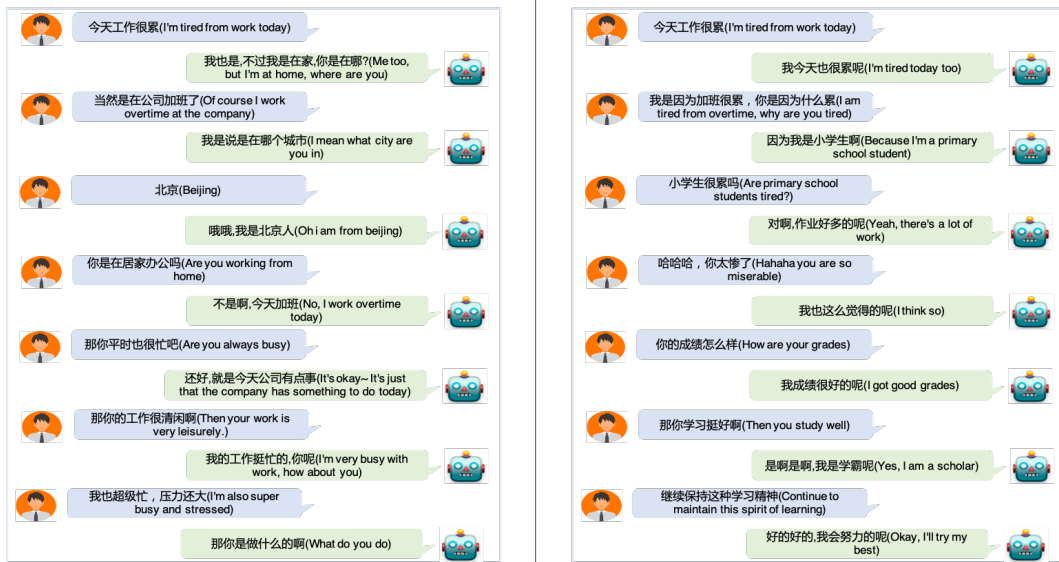 今天工作很累(I'm tired from work today)
我也是,不过我是在家,你是在哪?(Me too,
but I'm at home, where are you)
当然是在公司加班了(Of course I work
overtime at the company)
我是说是在哪个城市(I mean what city are
you in)
北京(Beijing)
哦哦,我是北京人(Oh i am from beijing)
你是在居家办公吗(Are you working from
home)
不是啊,今天加班(No, I work overtime
today)
那你平时也很忙吧(Are you always busy)
还好,就是今天公司有点事(It's okay~ It's just
that the company has something to do today)
那你的工作很清闲啊(Then your work is
very leisurely.)
我的工作挺忙的,你呢(I'm very busy with
work, how about you)
我也超级忙，压力还大(I'm also super
busy and stressed)
那你是做什么的啊(What do you do)
今天工作很累(I'm tired from work today)
我今天也很累呢(I'm tired today too)
我是因为加班很累，你是因为什么累(I am
tired from overtime, why are you tired)
因为我是小学生啊(Because I'm a primary
school student)
小学生很累吗(Are primary school
students tired?)
对啊,作业好多的呢(Yeah, there's a lot of
work)
哈哈哈，你太惨了(Hahaha you are so
miserable)
我也这么觉得的呢(I think so)
你的成绩怎么样(How are your grades)
我成绩很好的呢(I got good grades)
那你学习挺好啊(Then you study well)
是啊是啊,我是学霸呢(Yes, I am a scholar)
继续保持这种学习精神(Continue to
maintain this spirit of learning)
好的好的,我会努力的呢(Okay, I'll try my
best)